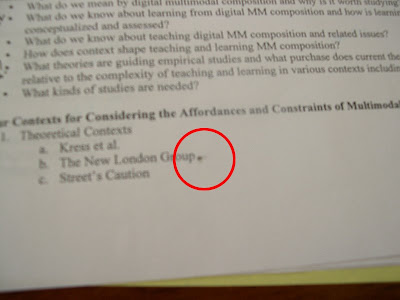 • What do we mean by digital multimodal composition and why is it worth studying
• What do we know about learning from digital MM composition and how is learning
conceptualized and assessed?
• What do we know about teaching digital MM composition and related issues?
• How does context shape teaching and learning MM composition?
• What theories are guiding empirical studies and what purchase does current the
relative to the complexity of teaching and learning in various contexts includin
• What kinds of studies are needed?
ur Contexts for Considering the Affordances and Constraints of Multimodal
1. Theoretical Contexts
a. Kress et al.
b. The New London Group
c. Street's Caution